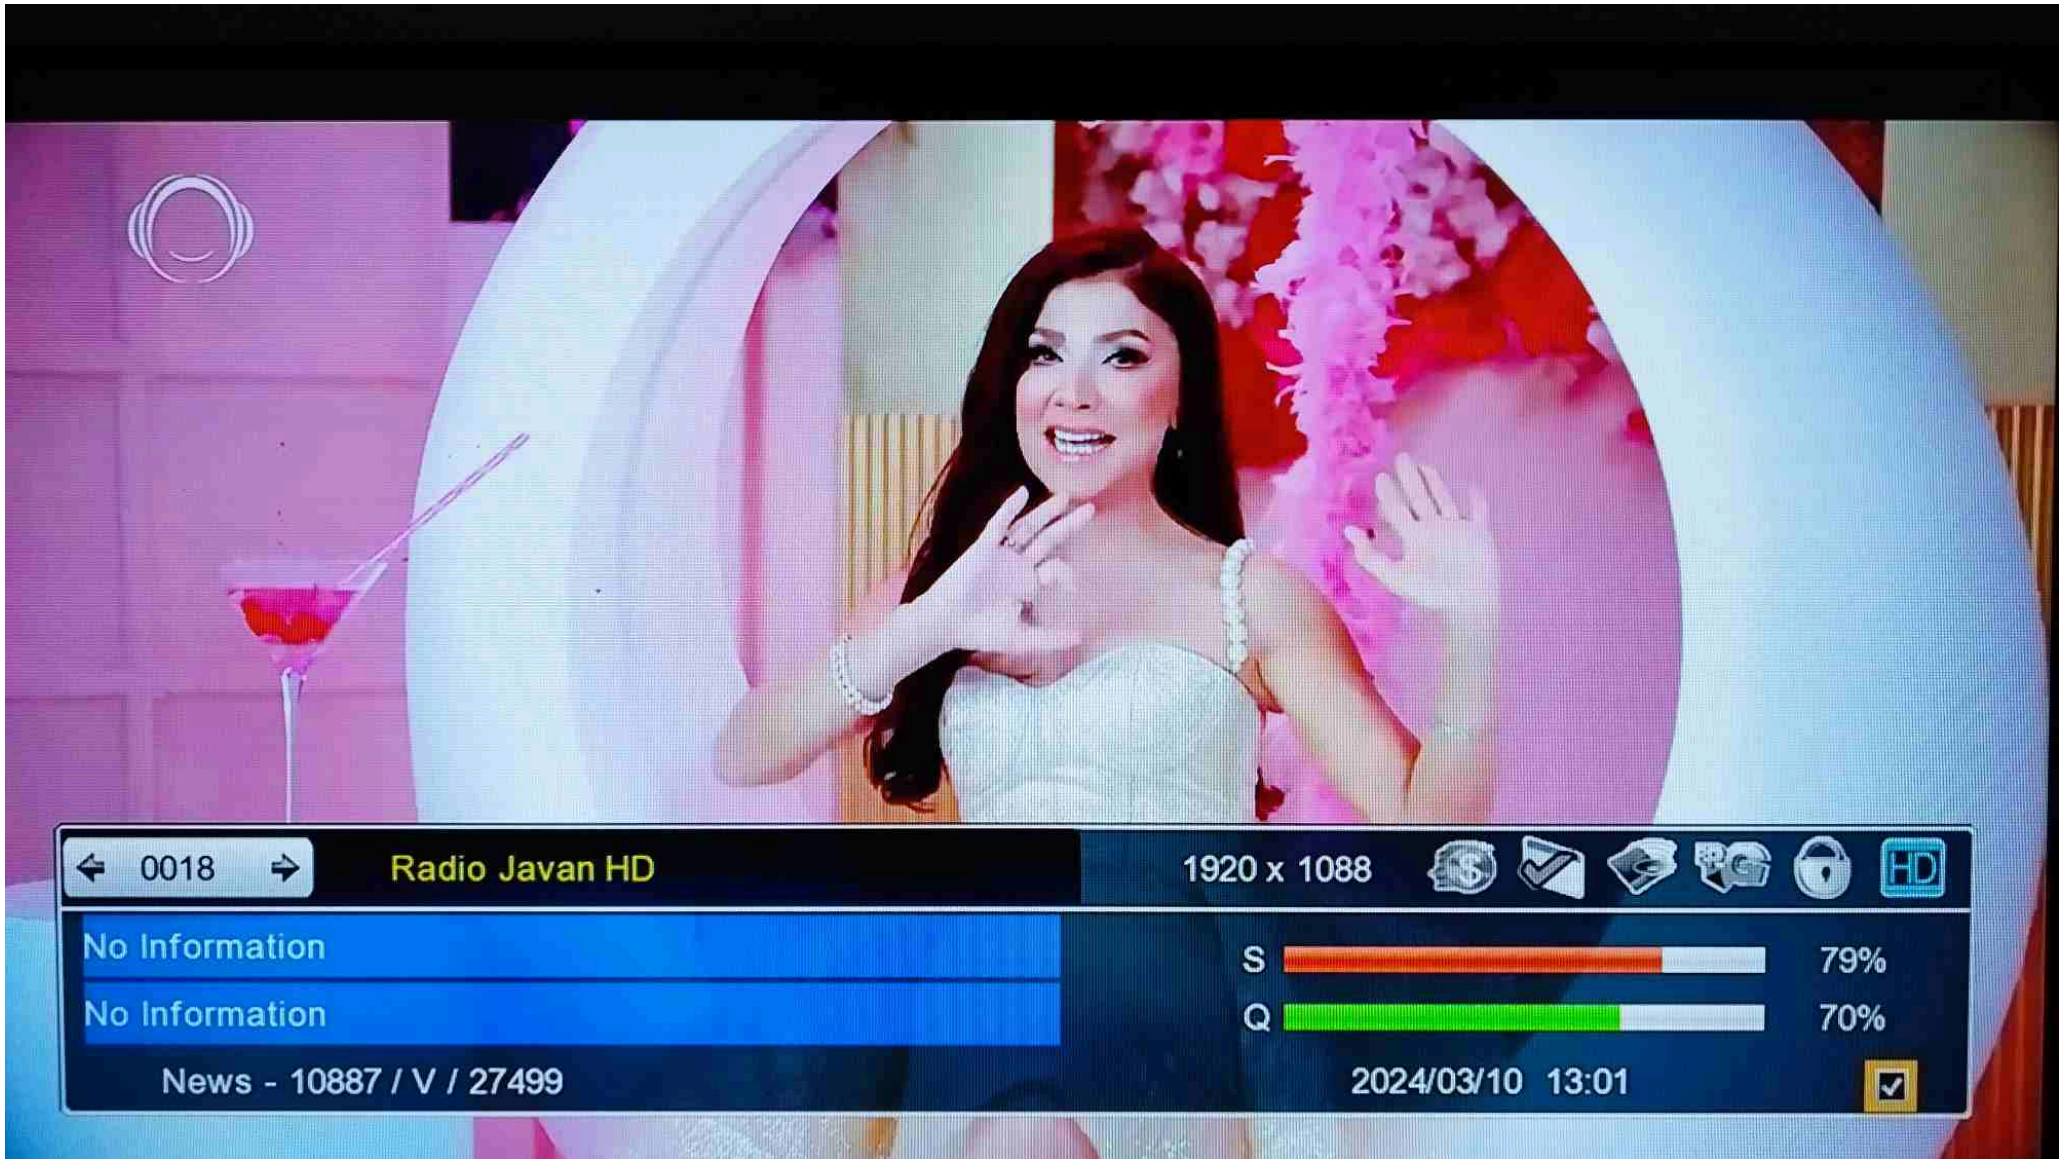 0018
Radio Javan HD
1920 x 1088
$
HD
No Information
S 79%
No Information
Q 70%
News - 10887 / V / 27499
2024/03/10 13:01